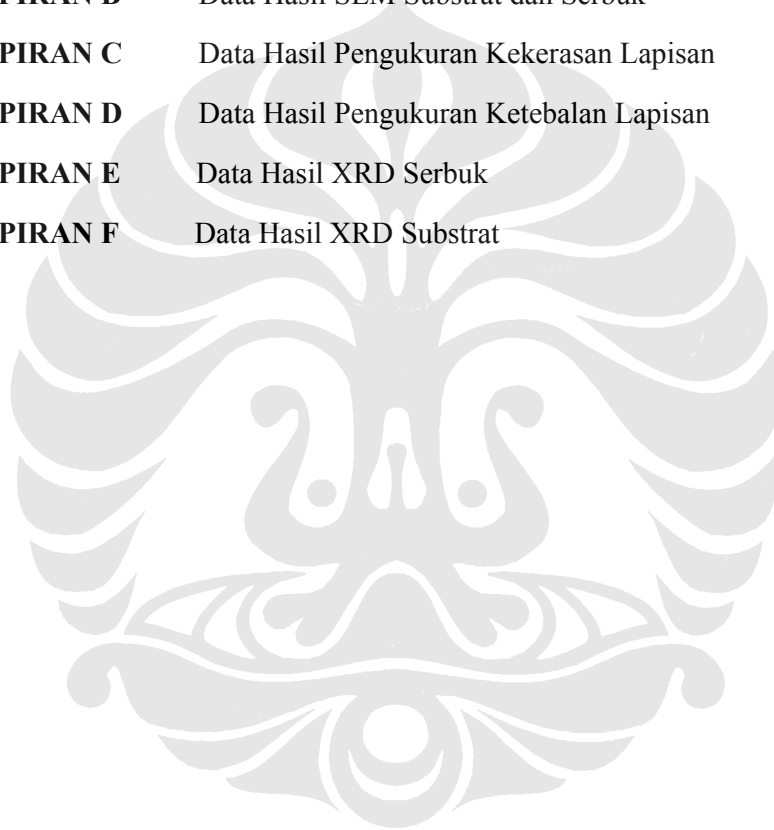 PIRAN B Data Hasil SEM Substrat dan Serbuk
PIRAN C Data Hasil Pengukuran Kekerasan Lapisan
PIRAN D Data Hasil Pengukuran Ketebalan Lapisan
PIRAN E Data Hasil XRD Serbuk
PIRAN F Data Hasil XRD Substrat